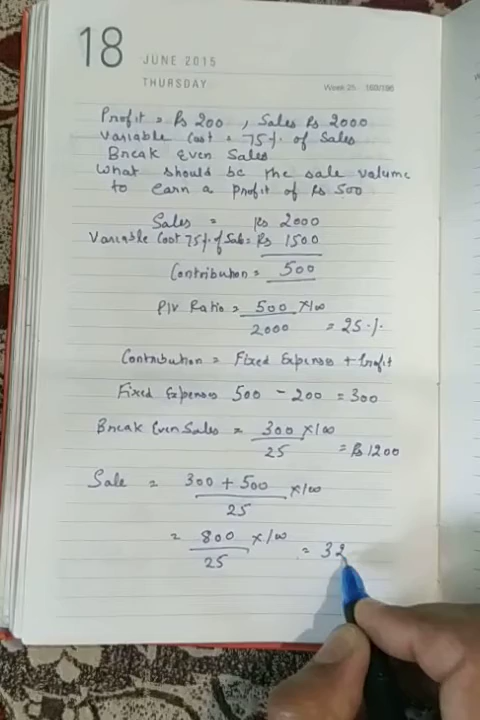 18 JUNE 2015
THURSDAY
Week 25 169/196
Profit = Rs 200, Sales Rs 2000
Variable Cost = 75% of Sales
Break Even Sales
What should be the sale volume
to earn a profit of Rs 500
Sales = Rs 2000
Variable Cost 75% of Sale = Rs 1500
Contribution = 500
P/V Ratio = 500 x 100
2000 = 25%
Contribution = Fixed Expenses + Profit
Fixed Expenses 500 - 200 = 300
Break Even Sales = 300 x 100
25 = Rs 1200
Sale = 300 + 500 x 100
25
= 800 x 100
25 = 32